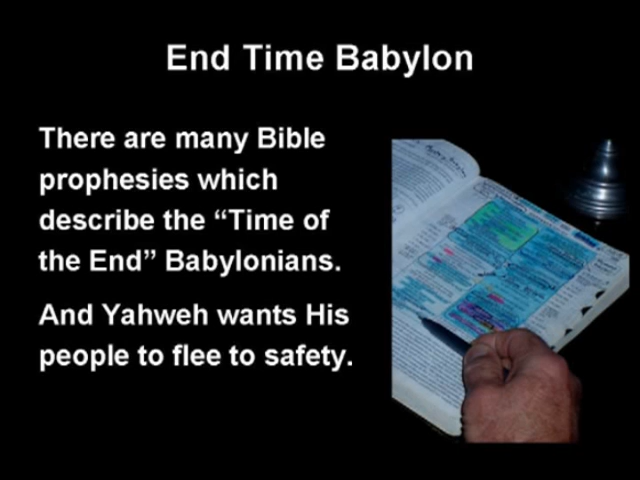 End Time Babylon
There are many Bible
prophesies which
describe the “Time of
the End” Babylonians.
And Yahweh wants His
people to flee to safety.